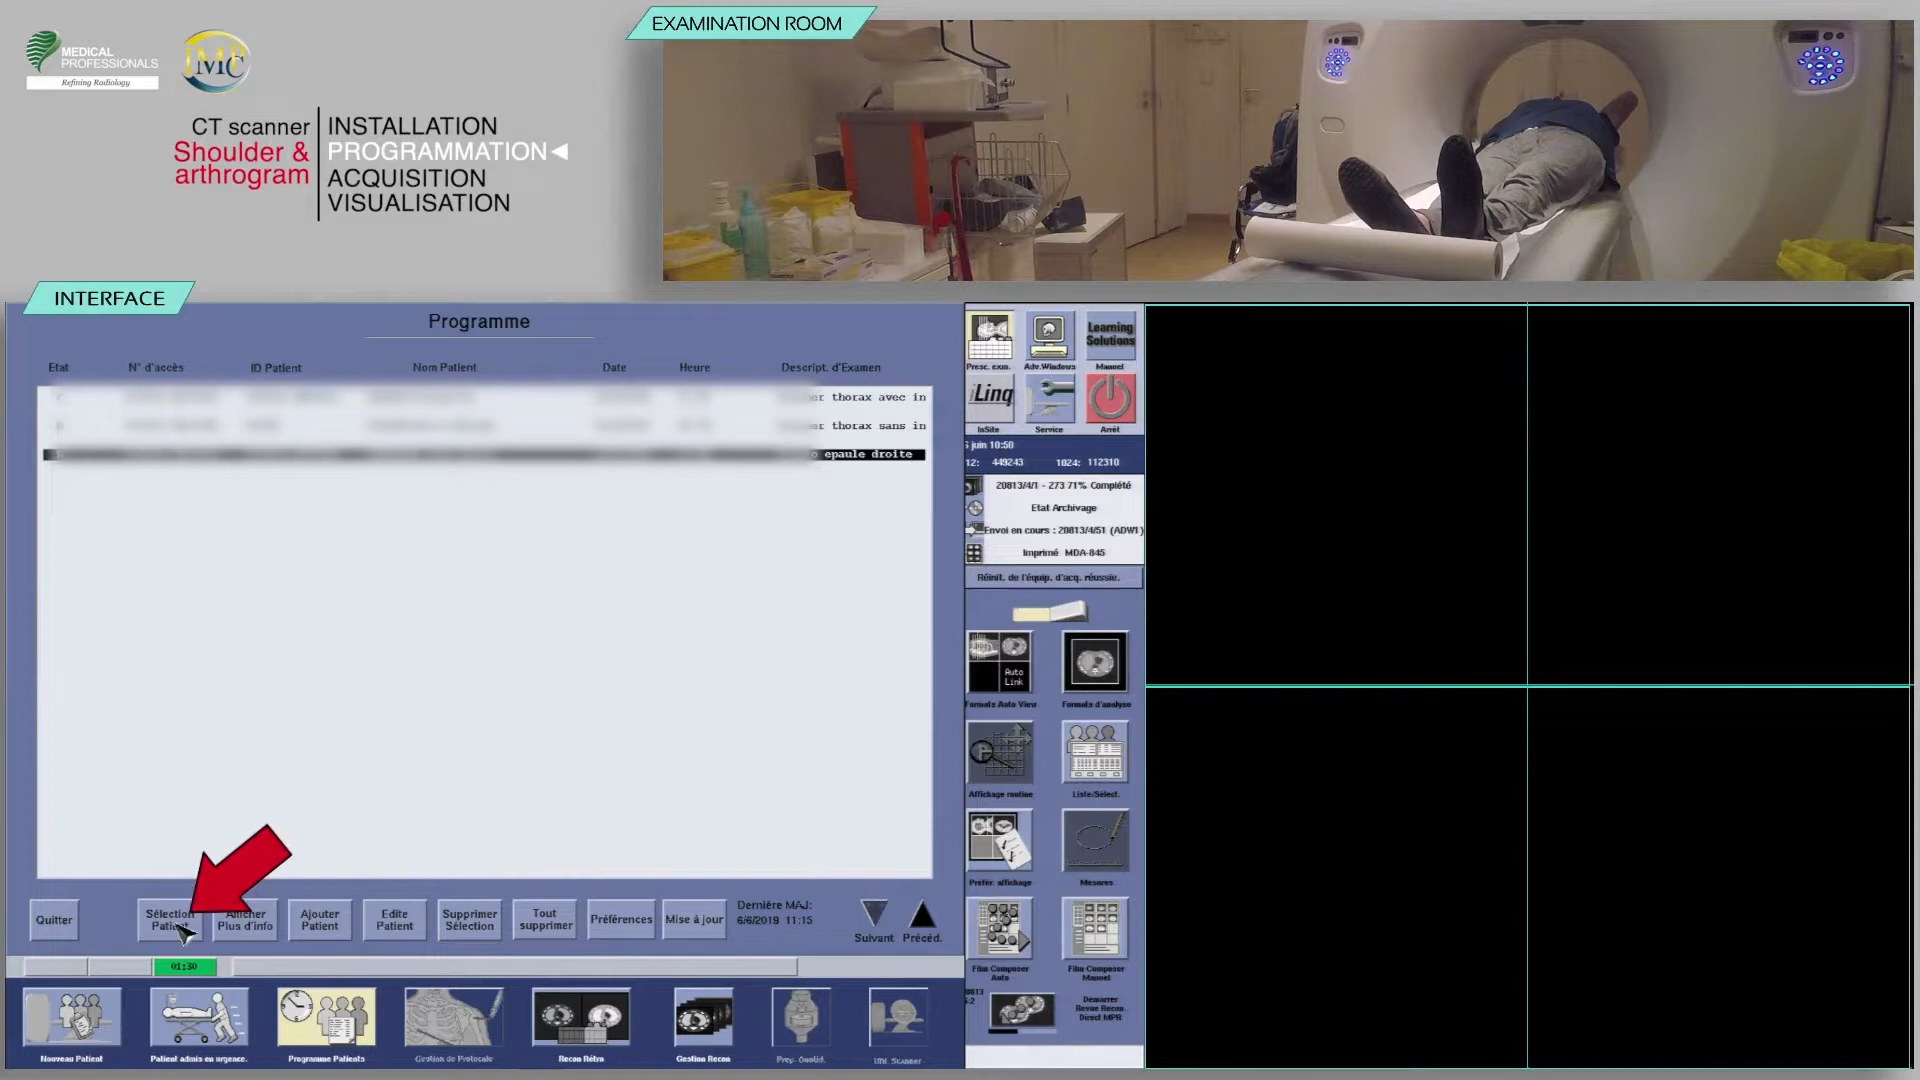 EXAMINATION ROOM
MEDICAL
PROFESSIONALS
Refining Radiology
IMC
CT scanner
Shoulder &
arthrogram
INSTALLATION
PROGRAMMATION
ACQUISITION
VISUALISATION
INTERFACE
Programme
Etat N° d'accès ID Patient Nom Patient Date Heure Descript. d'Examen
er thorax avec in
er thorax sans in
o epaule droite
Quitter
Sélection
Patient
Afficher
Plus d'info
Ajouter
Patient
Edite
Patient
Supprimer
Sélection
Tout
supprimer
Préférences
Mise à jour
Dernière MAJ:
6/6/2019 11:15
Suivant
Précéd.
01:30
Nouveau Patient
Patient admis en urgence.
Programme Patients
Gestion de Protocole
Recon Rétro
Gestion Recon
Util. Scanner
Presc. exm.
Adv.Windows
Learning
Solutions
Manuel
iLinq
InSite
Service
Arrêt
juin 10:50
12: 449243 1024: 112310
20813/4/1 - 273 71% Complété
Etat Archivage
Envoi en cours : 20813/4/51 (ADW1)
Imprimé MDA-845
Réinit. de l'équip. d'acq. réussie.
Auto
Link
Formats Auto View
Formats d'analyse
Affichage routine
Liste/Sélect.
Préfér. affichage
Mesures
Film Composer
Auto
Film Composer
Manuel
Démarrer
Revue Recon
Direct MPR